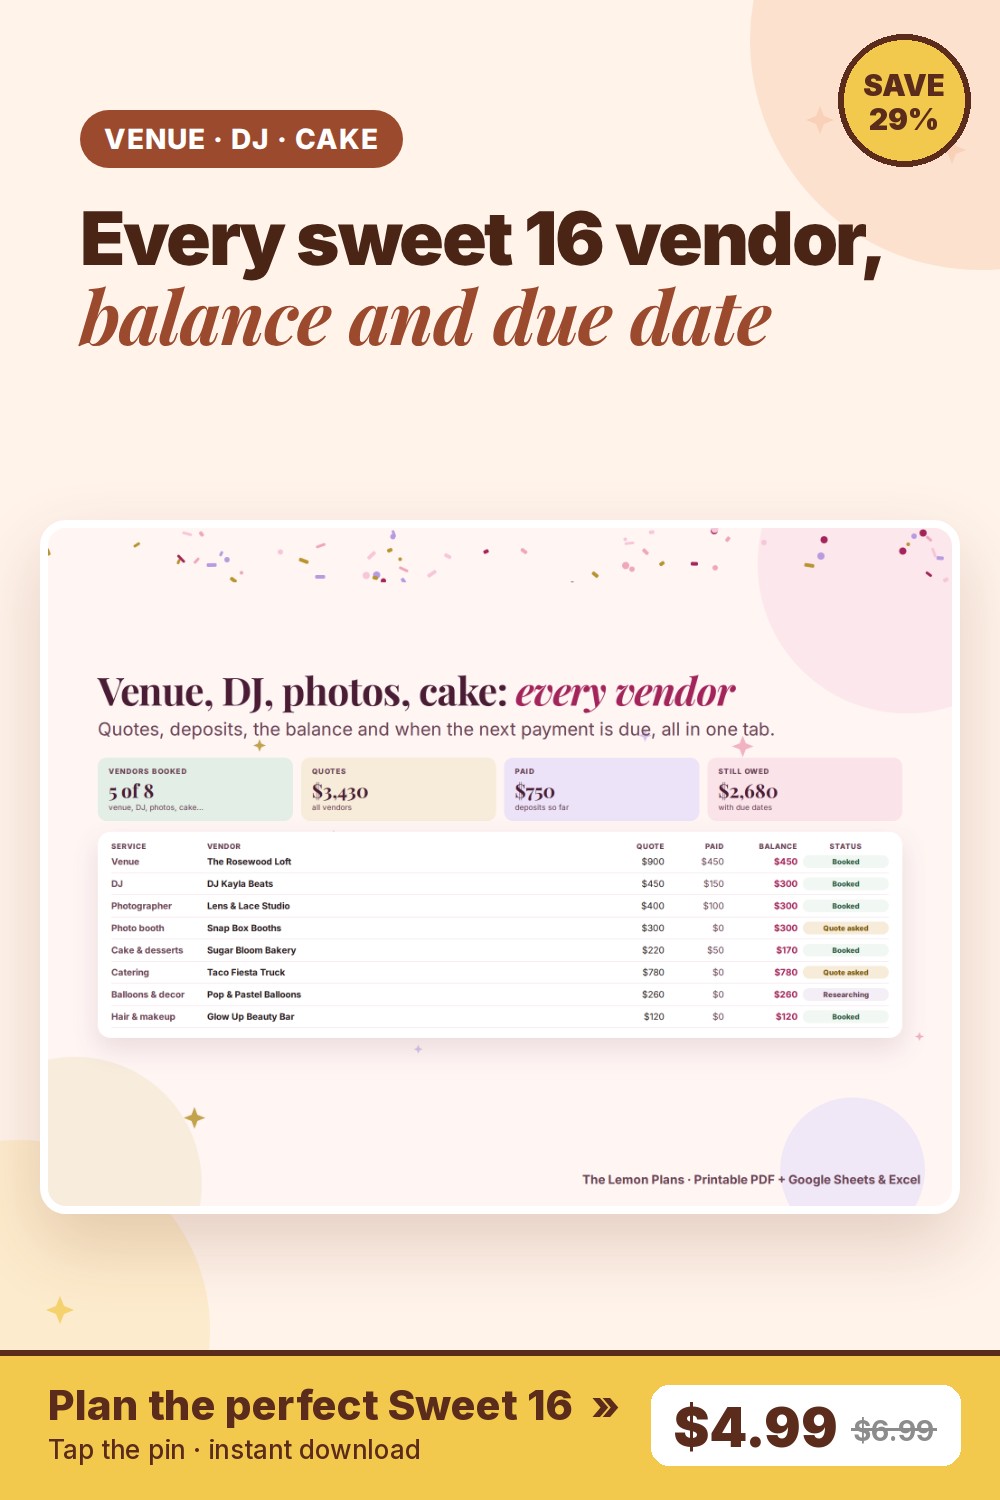 SAVE
29%
VENUE · DJ · CAKE
Every sweet 16 vendor,
balance and due date
Venue, DJ, photos, cake: every vendor
Quotes, deposits, the balance and when the next payment is due, all in one tab.
VENDORS BOOKED
5 of 8
venue, DJ, photos, cake...
QUOTES
$3,430
all vendors
PAID
$750
deposits so far
STILL OWED
$2,680
with due dates
SERVICE VENDOR QUOTE PAID BALANCE STATUS
Venue The Rosewood Loft $900 $450 $450 Booked
DJ DJ Kayla Beats $450 $150 $300 Booked
Photographer Lens & Lace Studio $400 $100 $300 Booked
Photo booth Snap Box Booths $300 $0 $300 Quote asked
Cake & desserts Sugar Bloom Bakery $220 $50 $170 Booked
Catering Taco Fiesta Truck $780 $0 $780 Quote asked
Balloons & decor Pop & Pastel Balloons $260 $0 $260 Researching
Hair & makeup Glow Up Beauty Bar $120 $0 $120 Booked
The Lemon Plans · Printable PDF + Google Sheets & Excel
Plan the perfect Sweet 16 »
Tap the pin · instant download
$4.99 $6.99